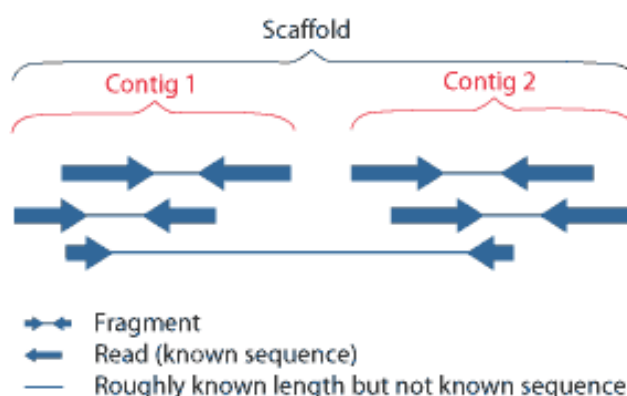 Scaffold
Contig 1 Contig 2
Fragment
Read (known sequence)
Roughly known length but not known sequence